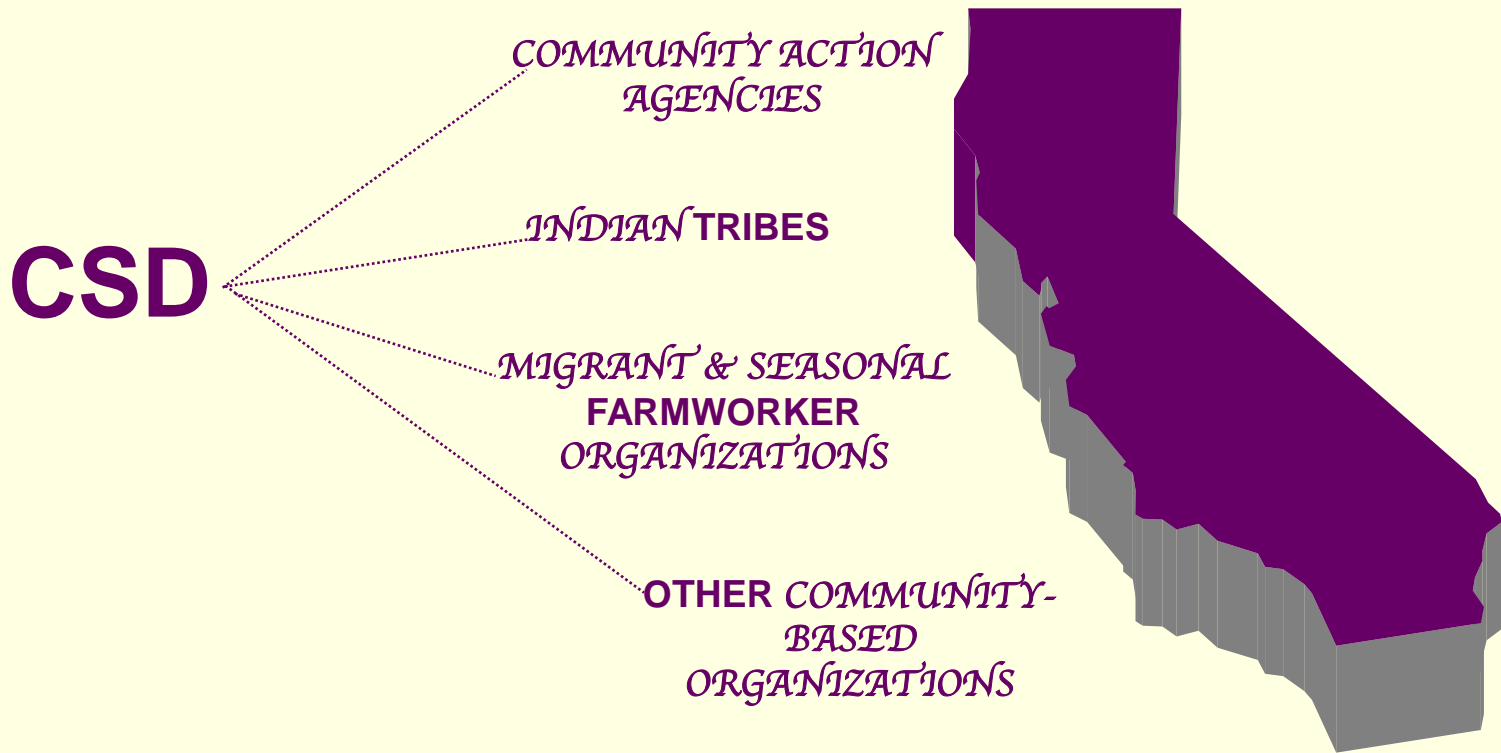 CSD
COMMUNITY ACTION
AGENCIES
INDIAN TRIBES
MIGRANT & SEASONAL
FARMWORKER
ORGANIZATIONS
OTHER COMMUNITY-
BASED
ORGANIZATIONS